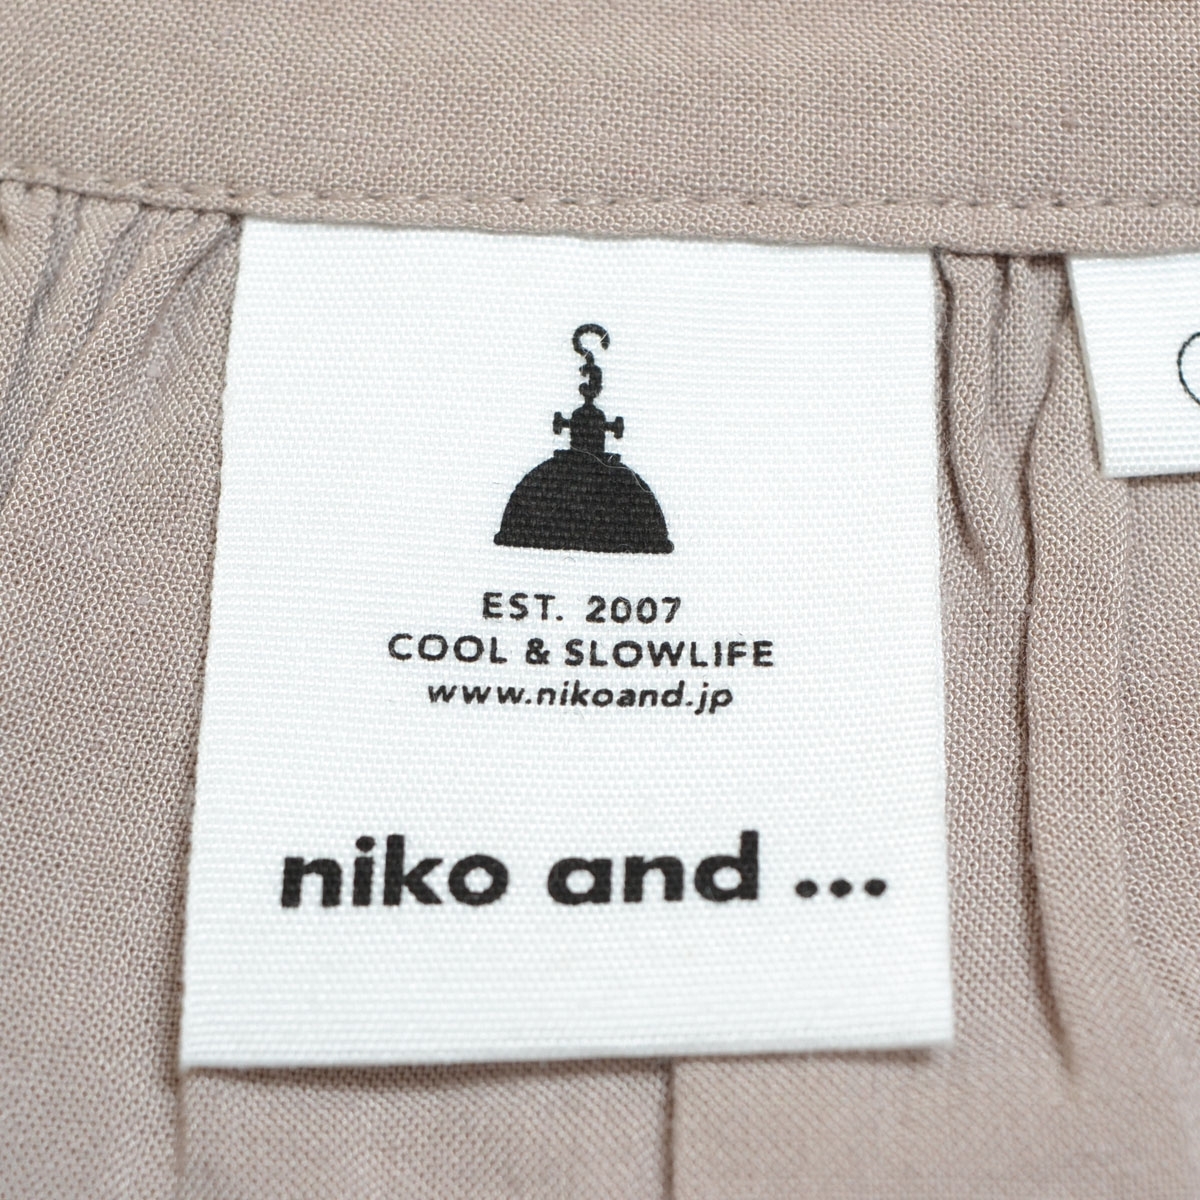 EST. 2007
COOL & SLOWLIFE
www.nikoand.jp
niko and ...